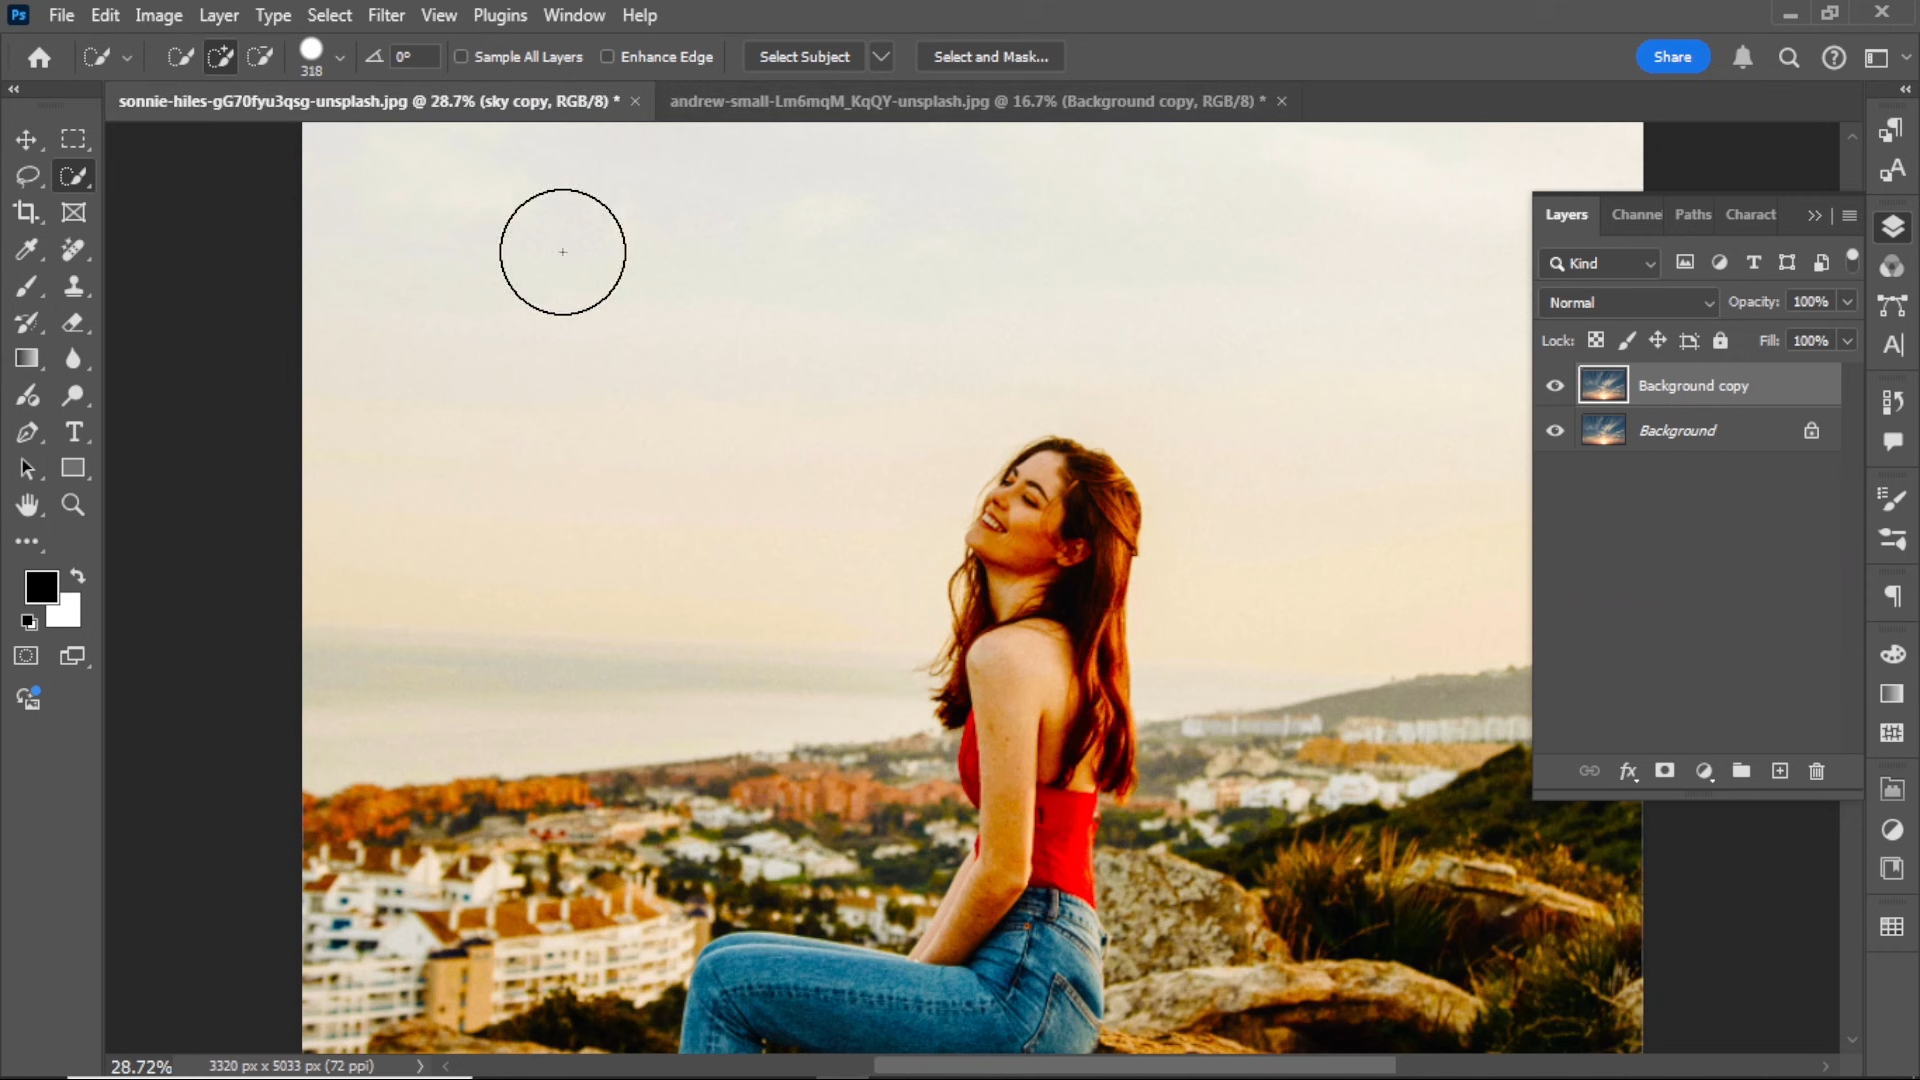 Ps File Edit Image Layer Type Select Filter View Plugins Window Help
318 0° Sample All Layers Enhance Edge Select Subject Select and Mask... Share
sonnie-hiles-gG70fyu3qsg-unsplash.jpg @ 28.7% (sky copy, RGB/8) * andrew-small-Lm6mqM_KqQY-unsplash.jpg @ 16.7% (Background copy, RGB/8) *
Layers Channe Paths Charact
Kind
Normal Opacity: 100%
Lock: Fill: 100%
Background copy
Background
28.72% 3320 px x 5033 px (72 ppi)